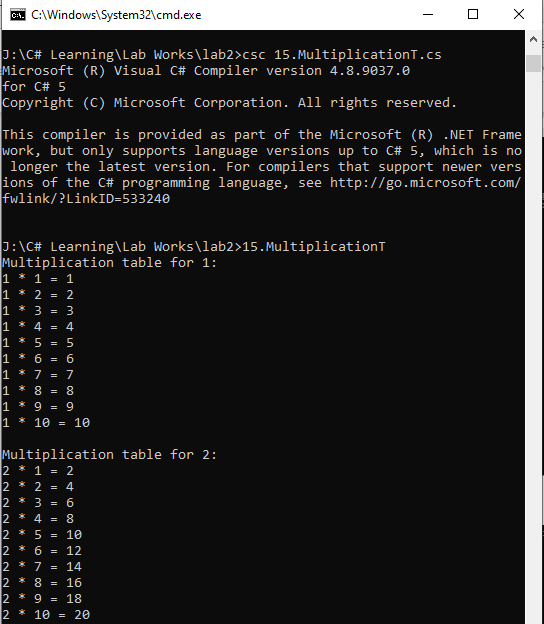 C:\Windows\System32\cmd.exe
J:\C# Learning\Lab Works\lab2>csc 15.MultiplicationT.cs
Microsoft (R) Visual C# Compiler version 4.8.9037.0
for C# 5
Copyright (C) Microsoft Corporation. All rights reserved.
This compiler is provided as part of the Microsoft (R) .NET Frame
work, but only supports language versions up to C# 5, which is no
 longer the latest version. For compilers that support newer vers
ions of the C# programming language, see http://go.microsoft.com/
fwlink/?LinkID=533240
J:\C# Learning\Lab Works\lab2>15.MultiplicationT
Multiplication table for 1:
1 * 1 = 1
1 * 2 = 2
1 * 3 = 3
1 * 4 = 4
1 * 5 = 5
1 * 6 = 6
1 * 7 = 7
1 * 8 = 8
1 * 9 = 9
1 * 10 = 10
Multiplication table for 2:
2 * 1 = 2
2 * 2 = 4
2 * 3 = 6
2 * 4 = 8
2 * 5 = 10
2 * 6 = 12
2 * 7 = 14
2 * 8 = 16
2 * 9 = 18
2 * 10 = 20